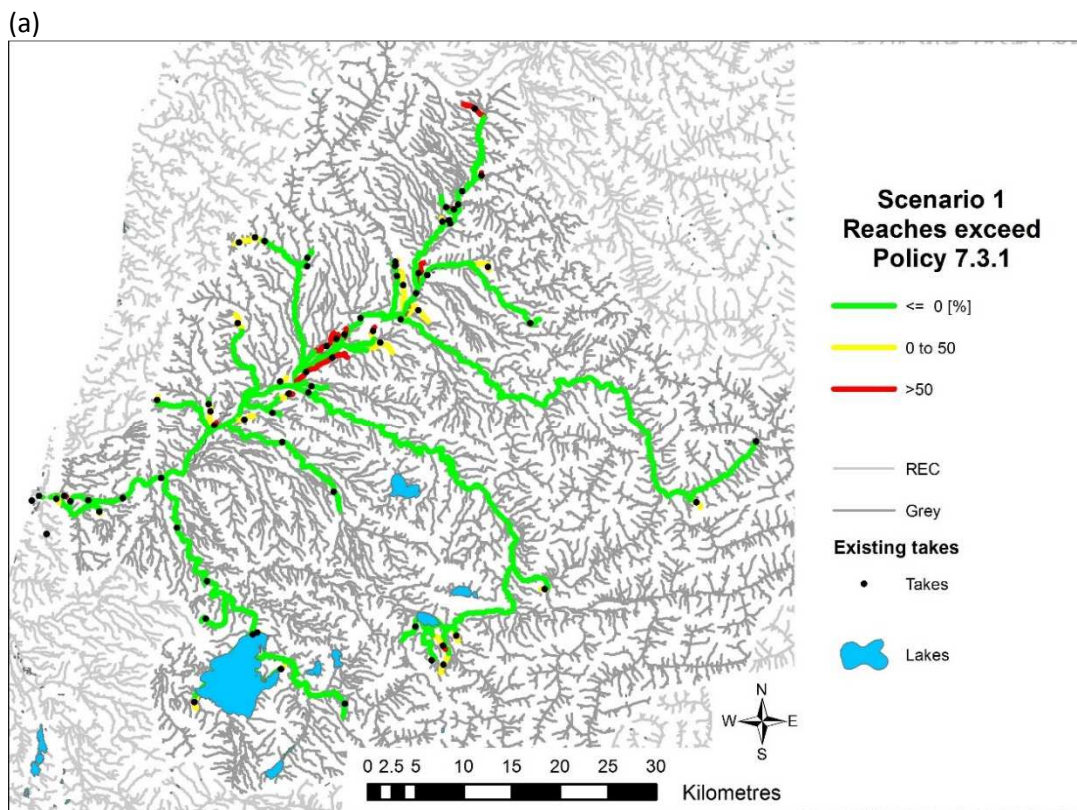 (a)
Scenario 1
Reaches exceed
Policy 7.3.1
<= 0 [%]
0 to 50
>50
REC
Grey
Existing takes
Takes
Lakes
N
W E
S
0 2.5 5 10 15 20 25 30
Kilometres